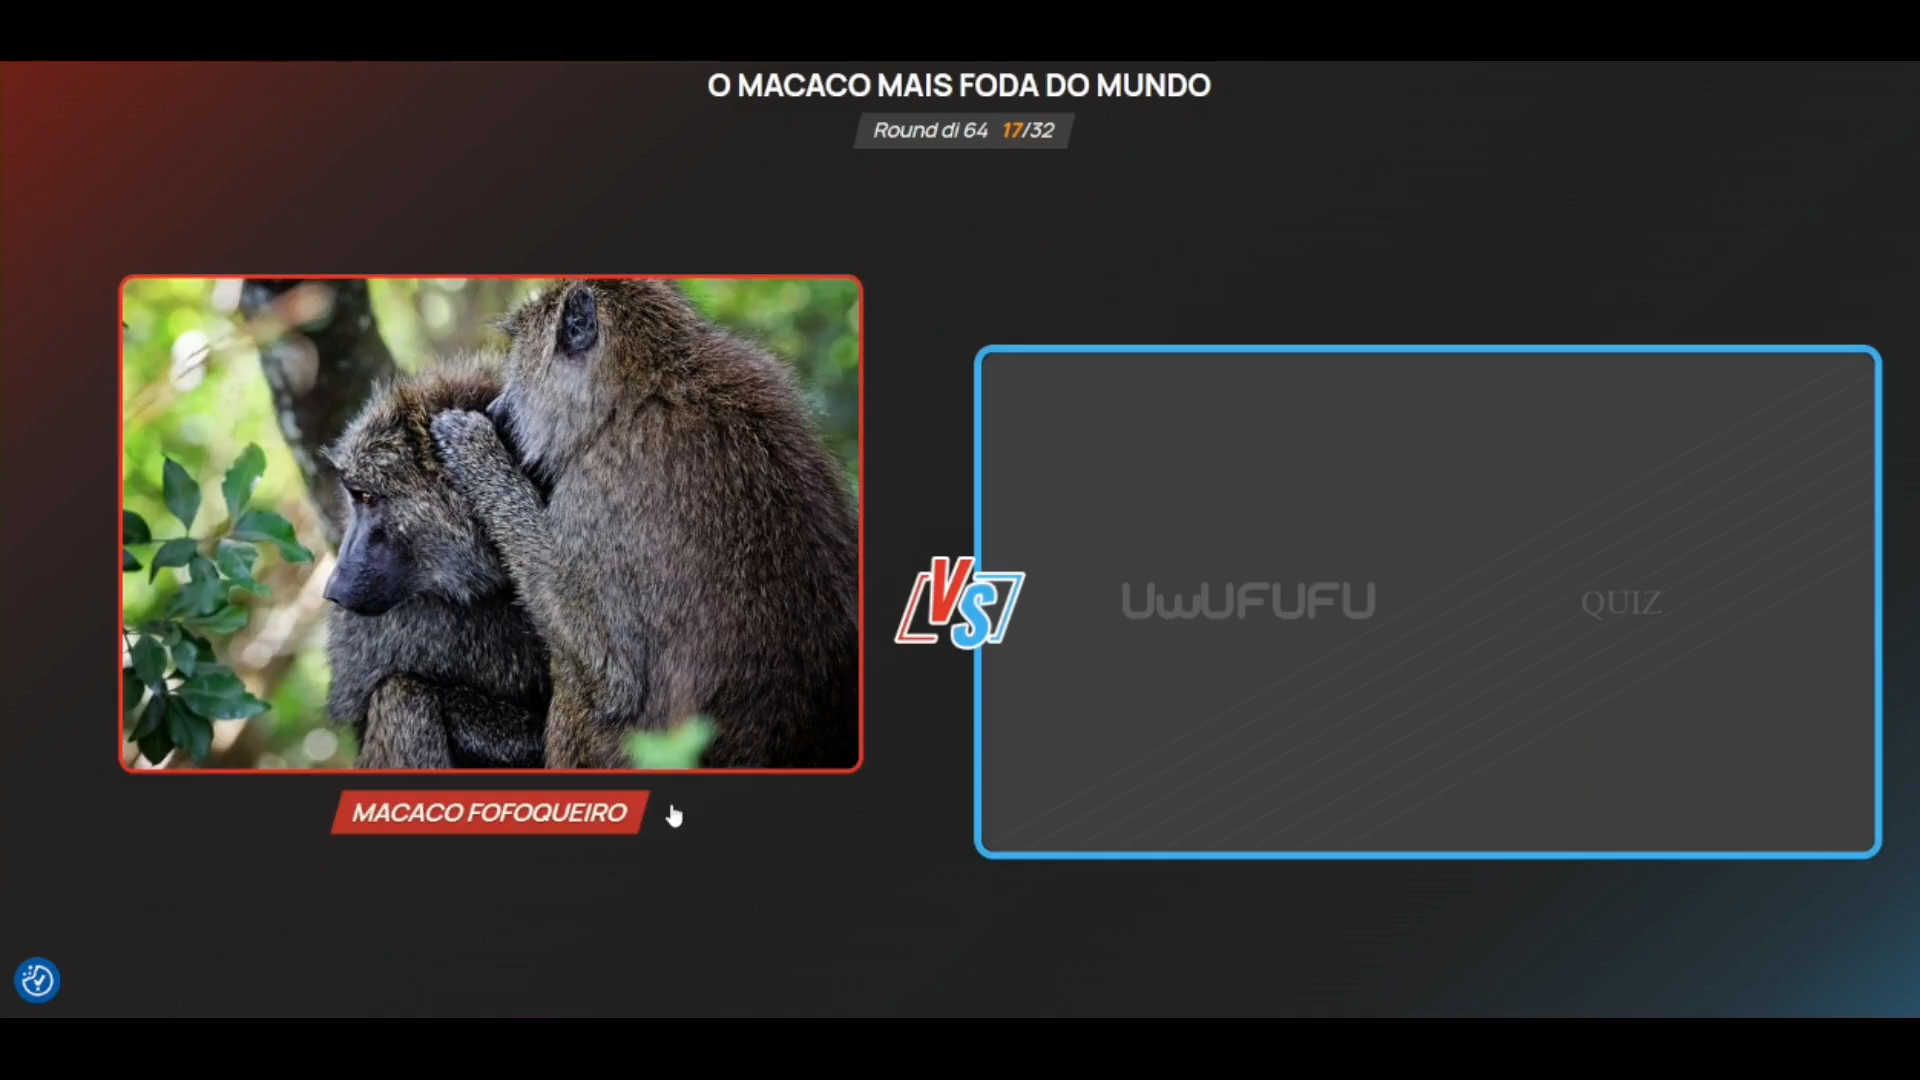 O MACACO MAIS FODA DO MUNDO
Round di 64 17/32
VS
UwUFUFU
QUIZ
MACACO FOFOQUEIRO